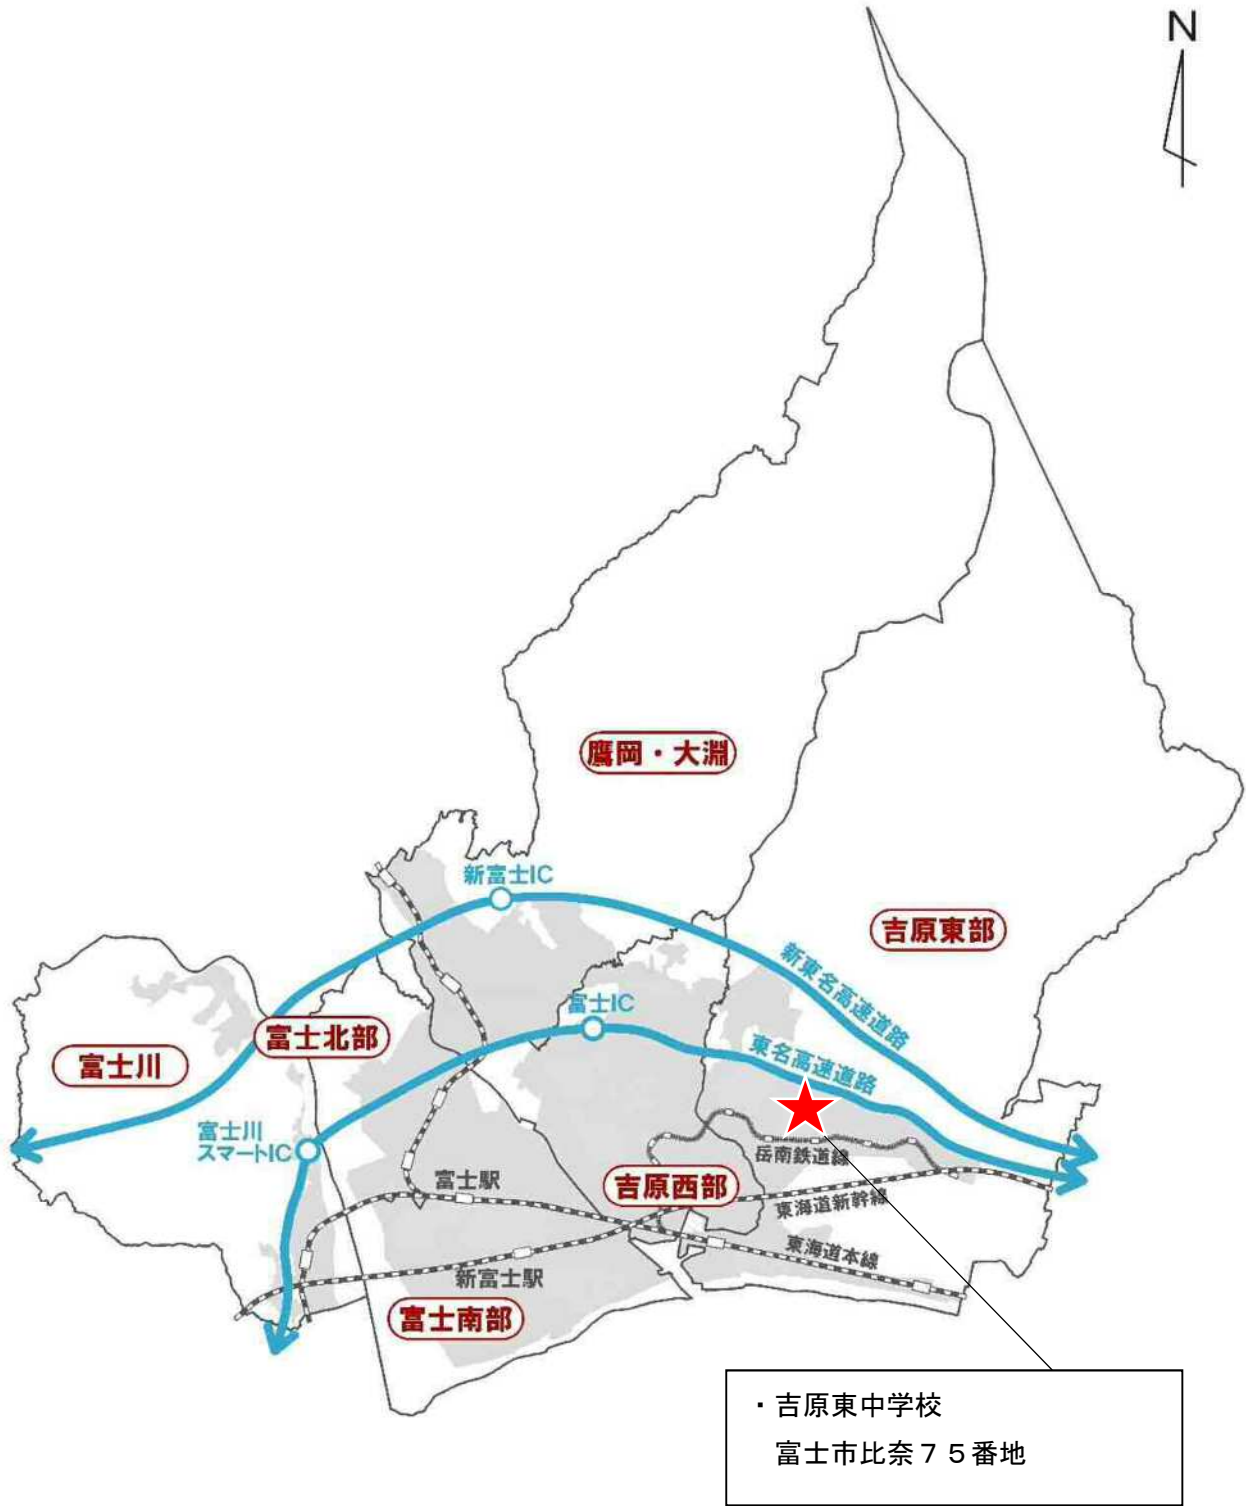 N
鷹岡・大淵
新富士IC
吉原東部
新東名高速道路
富士IC
富士北部
東名高速道路
富士川
富士川
スマートIC
岳南鉄道線
富士駅
吉原西部
東海道新幹線
東海道本線
新富士駅
富士南部
・吉原東中学校
富士市比奈７５番地